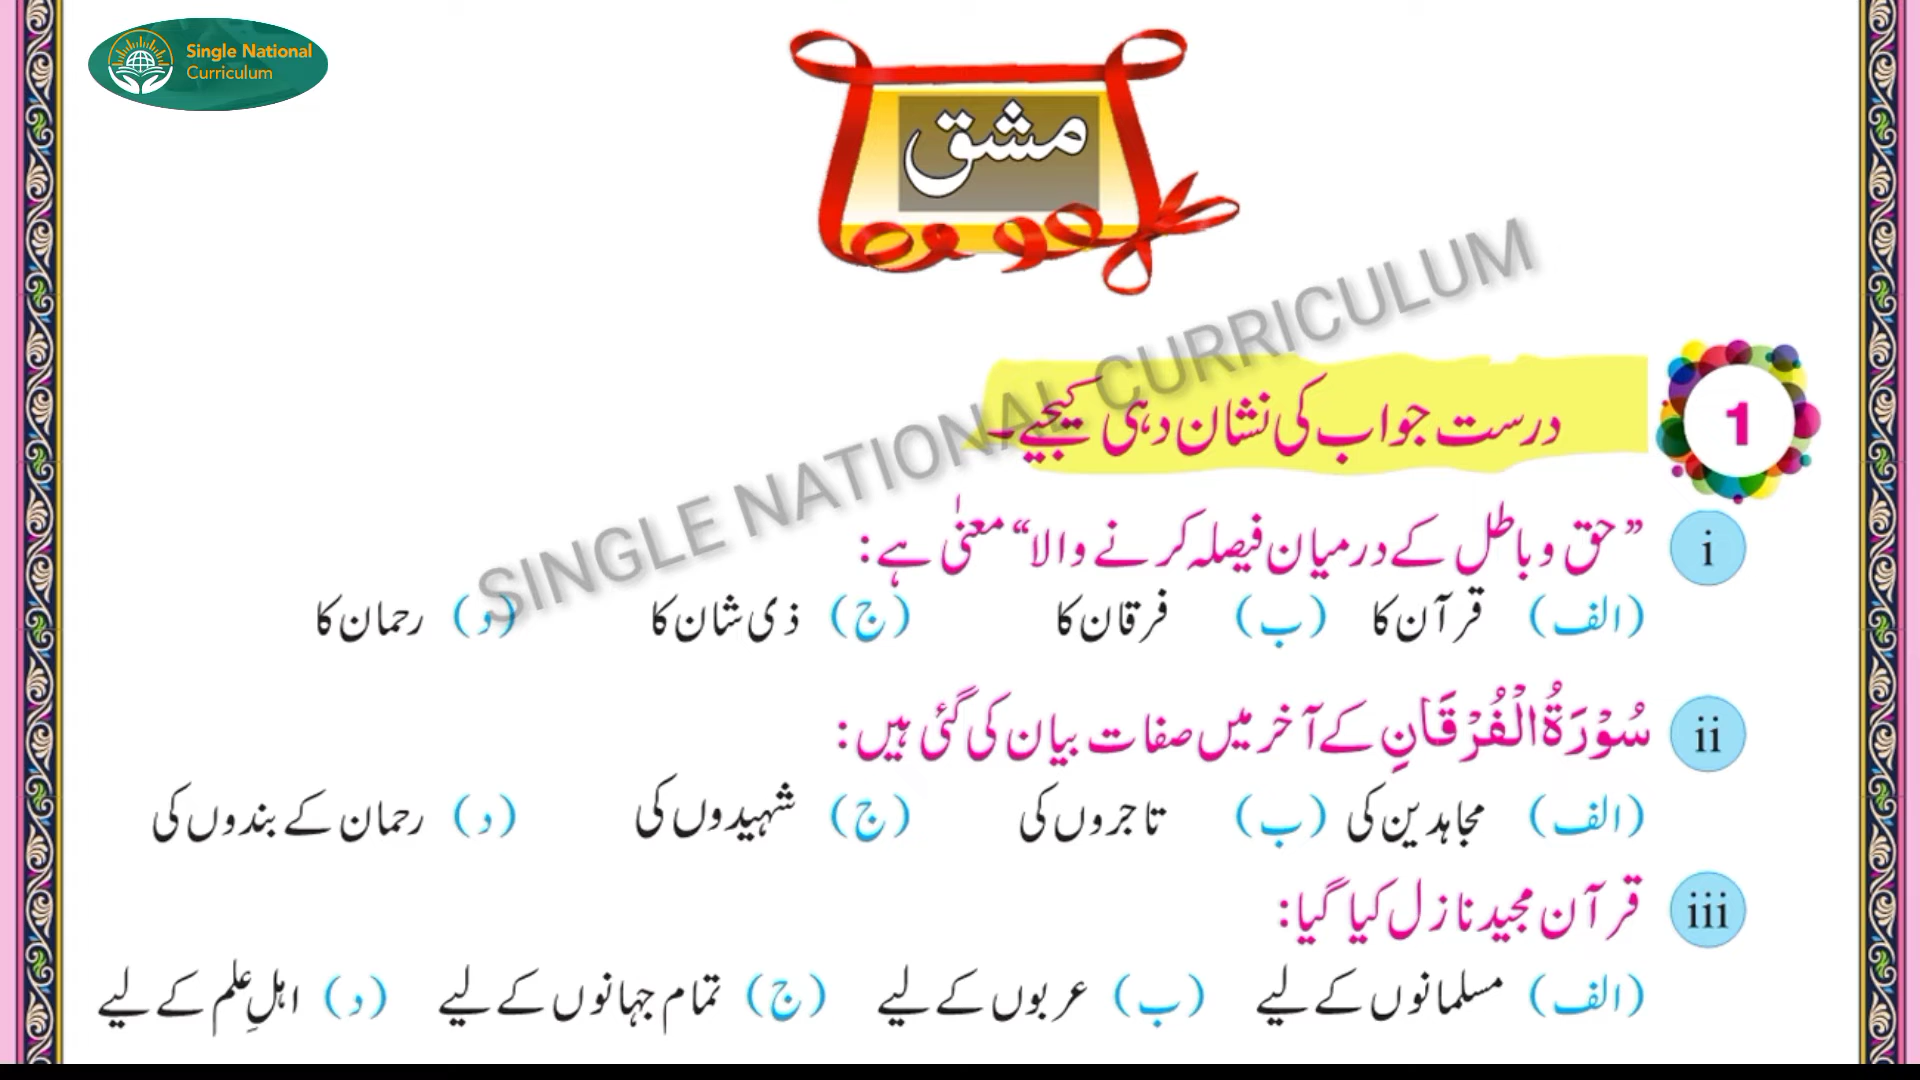 Single National
Curriculum
مشق
SINGLE NATIONAL CURRICULUM
1 درست جواب کی نشان دہی کیجیے۔
i ”حق و باطل کے درمیان فیصلہ کرنے والا“ معنیٰ ہے:
(الف) قرآن کا (ب) فرقان کا (ج) ذی شان کا (د) رحمان کا
ii سُوْرَۃُ الْفُرْقَانِ کے آخر میں صفات بیان کی گئی ہیں:
(الف) مجاہدین کی (ب) تاجروں کی (ج) شہیدوں کی (د) رحمان کے بندوں کی
iii قرآن مجید نازل کیا گیا:
(الف) مسلمانوں کے لیے (ب) عربوں کے لیے (ج) تمام جہانوں کے لیے (د) اہلِ علم کے لیے